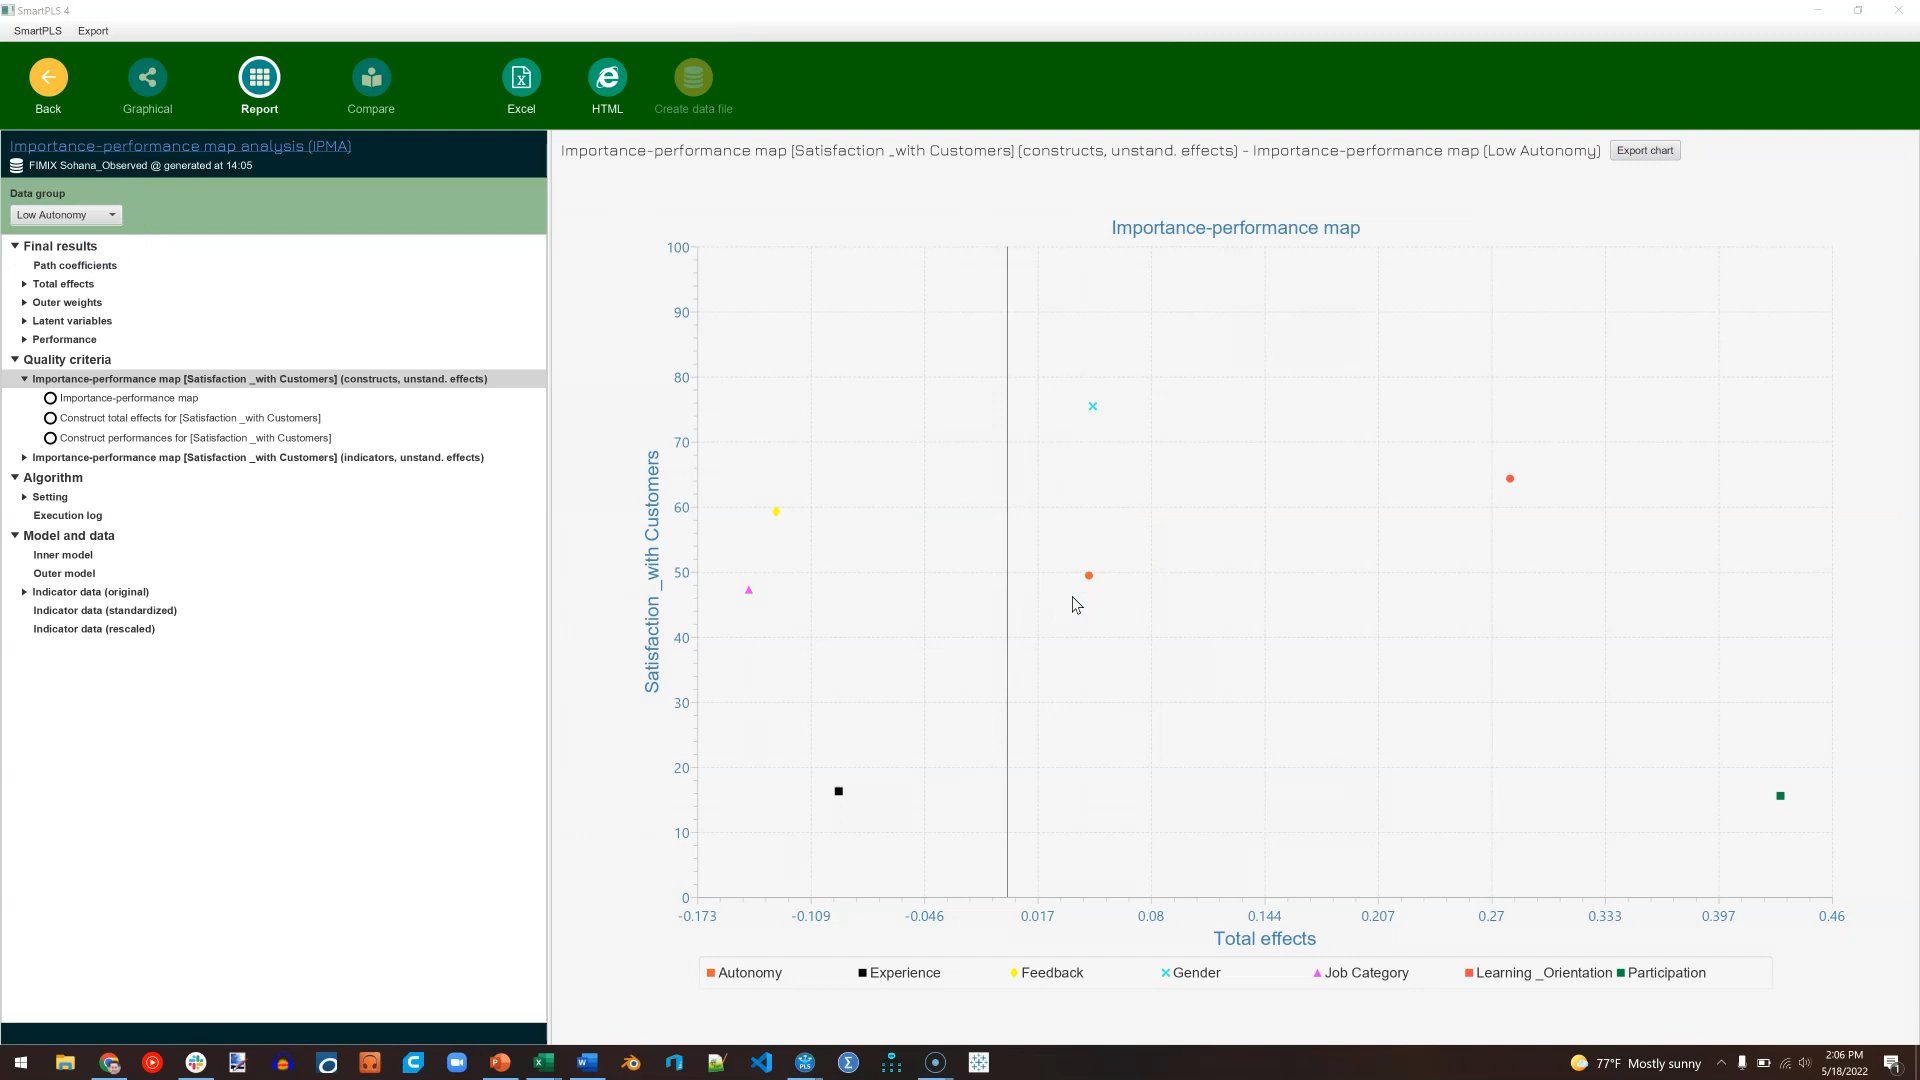 SmartPLS 4
SmartPLS Export
Back Graphical Report Compare Excel HTML Create data file
Importance-performance map analysis (IPMA)
FIMIX Sohana_Observed @ generated at 14:05
Data group
Low Autonomy
Final results
Path coefficients
Total effects
Outer weights
Latent variables
Performance
Quality criteria
Importance-performance map [Satisfaction _with Customers] (constructs, unstand. effects)
Importance-performance map
Construct total effects for [Satisfaction _with Customers]
Construct performances for [Satisfaction _with Customers]
Importance-performance map [Satisfaction _with Customers] (indicators, unstand. effects)
Algorithm
Setting
Execution log
Model and data
Inner model
Outer model
Indicator data (original)
Indicator data (standardized)
Indicator data (rescaled)
Importance-performance map [Satisfaction _with Customers] (constructs, unstand. effects) - Importance-performance map (Low Autonomy) Export chart
Importance-performance map
Satisfaction _with Customers
100
90
80
70
60
50
40
30
20
10
0
-0.173 -0.109 -0.046 0.017 0.08 0.144 0.207 0.27 0.333 0.397 0.46
Total effects
Autonomy Experience Feedback Gender Job Category Learning _Orientation Participation
77°F Mostly sunny
2:06 PM
5/18/2022
1
PLS